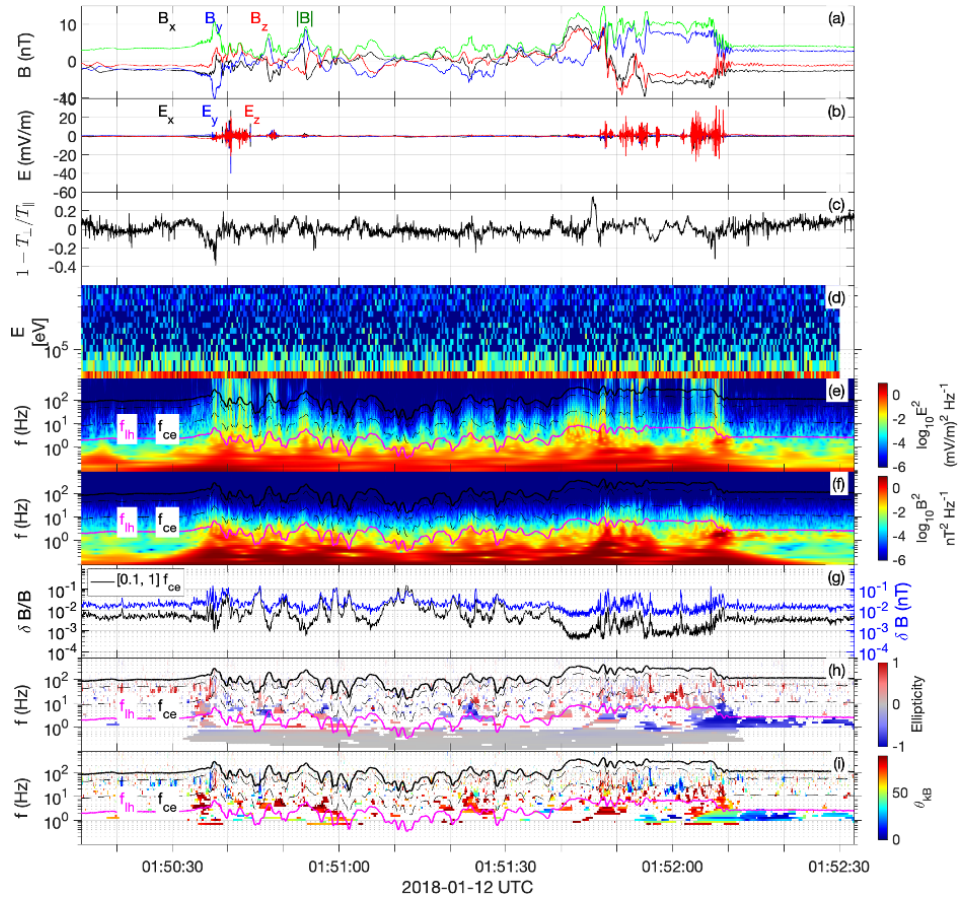 B_x B_y B_z |B| (a)
B (nT)
10
0
-10
E_x E_y E_z (b)
E (mV/m)
40
20
0
-20
-40
-60
(c)
1 − T_⊥/T_∥
0.2
0
-0.2
-0.4
(d)
E
[eV]
10^5
(e)
f (Hz)
10^2
10^1
10^0
f_lh f_ce
0
-2
-4
-6
log_10 E^2
(mV/m)^2 Hz^-1
(f)
f (Hz)
10^2
10^1
10^0
f_lh f_ce
0
-2
-4
-6
log_10 B^2
nT^2 Hz^-1
[0.1, 1] f_ce (g)
δ B/B
10^-1
10^-2
10^-3
10^-4
10^-1
10^-2
10^-3
10^-4
δ B (nT)
(h)
f (Hz)
10^2
10^1
10^0
f_lh f_ce
1
0
-1
Ellipticity
(i)
f (Hz)
10^2
10^1
10^0
f_lh f_ce
50
0
θ_kB
01:50:30 01:51:00 01:51:30 01:52:00 01:52:30
2018-01-12 UTC